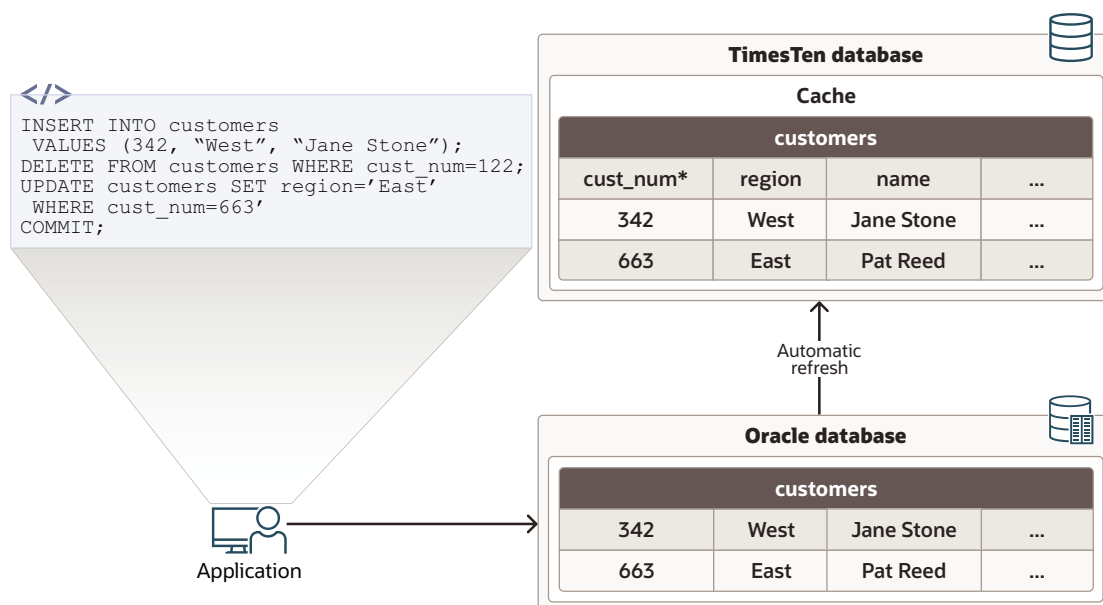 TimesTen database
Cache
</>
INSERT INTO customers
VALUES (342, “West”, “Jane Stone”);
DELETE FROM customers WHERE cust_num=122;
UPDATE customers SET region=’East’
WHERE cust_num=663’
COMMIT;
customers
cust_num* region name ...
342 West Jane Stone ...
663 East Pat Reed ...
Automatic
refresh
Oracle database
customers
342 West Jane Stone ...
663 East Pat Reed ...
Application